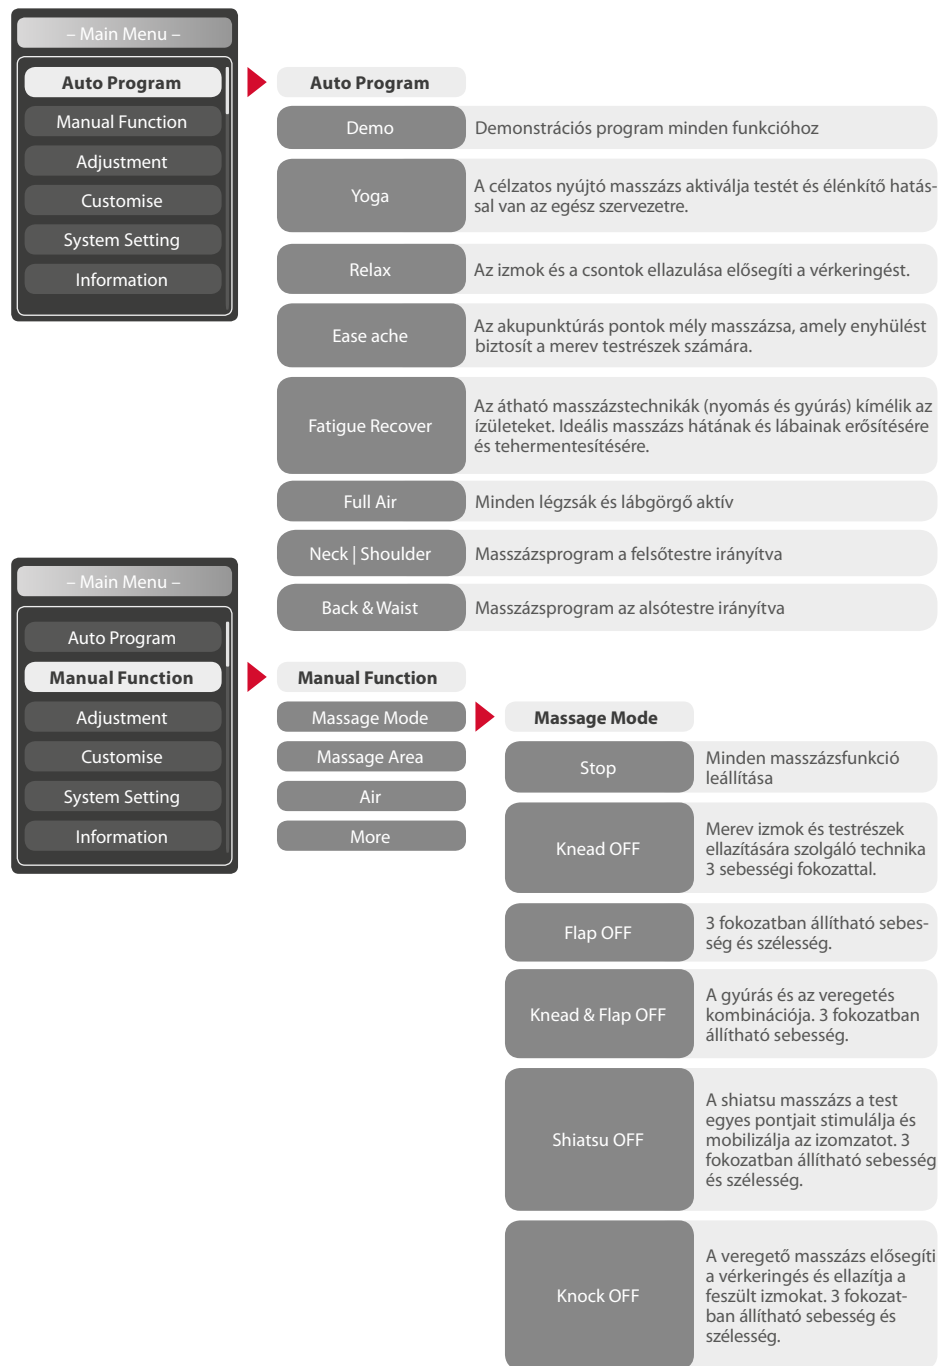 – Main Menu –
Auto Program
Manual Function
Adjustment
Customise
System Setting
Information
Auto Program
Demo
Demonstrációs program minden funkcióhoz
Yoga
A célzatos nyújtó masszázs aktiválja testét és élénkítő hatás-
sal van az egész szervezetre.
Relax
Az izmok és a csontok ellazulása elősegíti a vérkeringést.
Ease ache
Az akupunktúrás pontok mély masszázsa, amely enyhülést
biztosít a merev testrészek számára.
Fatigue Recover
Az átható masszázstechnikák (nyomás és gyúrás) kímélik az
ízületeket. Ideális masszázs hátának és lábainak erősítésére
és tehermentesítésére.
Full Air
Minden légzsák és lábgörgő aktív
Neck | Shoulder
Masszázsprogram a felsőtestre irányítva
Back & Waist
Masszázsprogram az alsótestre irányítva
– Main Menu –
Auto Program
Manual Function
Adjustment
Customise
System Setting
Information
Manual Function
Massage Mode
Massage Area
Air
More
Massage Mode
Stop
Minden masszázsfunkció
leállítása
Knead OFF
Merev izmok és testrészek
ellazítására szolgáló technika
3 sebességi fokozattal.
Flap OFF
3 fokozatban állítható sebes-
ség és szélesség.
Knead & Flap OFF
A gyúrás és az veregetés
kombinációja. 3 fokozatban
állítható sebesség.
Shiatsu OFF
A shiatsu masszázs a test
egyes pontjait stimulálja és
mobilizálja az izomzatot. 3
fokozatban állítható sebesség
és szélesség.
Knock OFF
A veregető masszázs elősegíti
a vérkeringés és ellazítja a
feszült izmokat. 3 fokozat-
ban állítható sebesség és
szélesség.